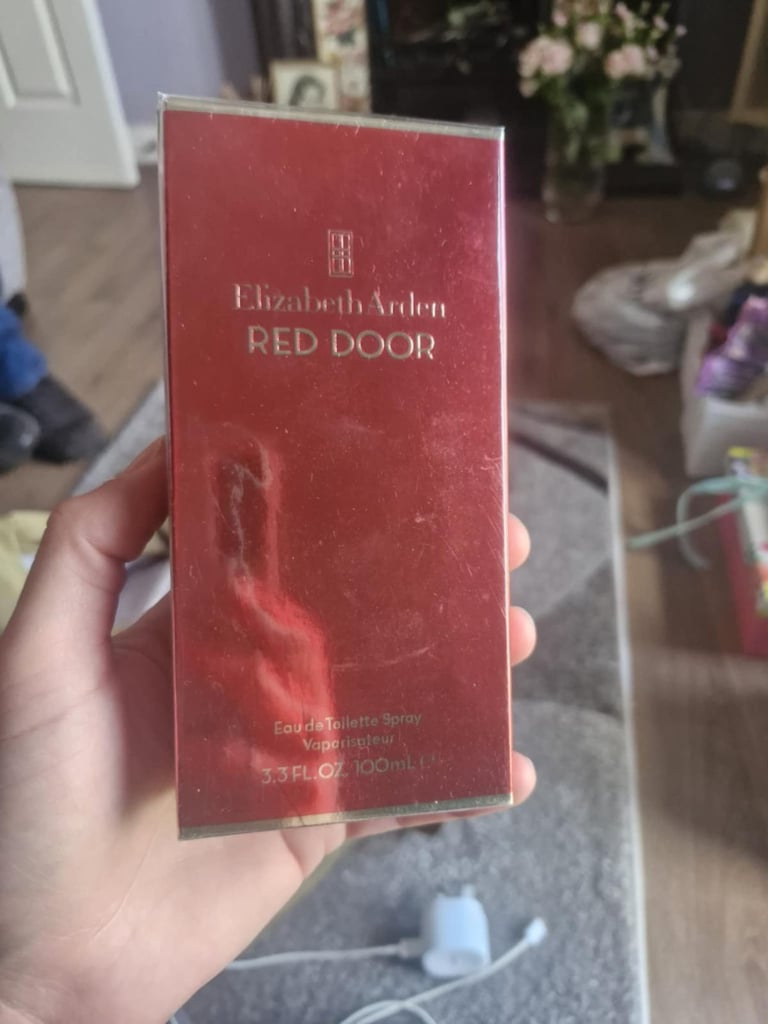 Elizabeth Arden
RED DOOR
Eau de Toilette Spray
Vaporisateur
3.3 FL.OZ. 100mL ℮